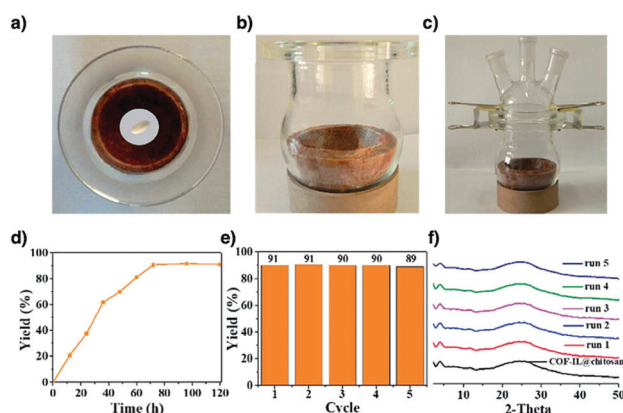 a)
b)
c)
d)
100
80
60
40
20
0
Yield (%)
0 20 40 60 80 100 120
Time (h)
e)
100
80
60
40
20
0
Yield (%)
91 91 90 90 89
1 2 3 4 5
Cycle
f)
run 5
run 4
run 3
run 2
run 1
COF-IL@chitosan
10 20 30 40 50
2-Theta